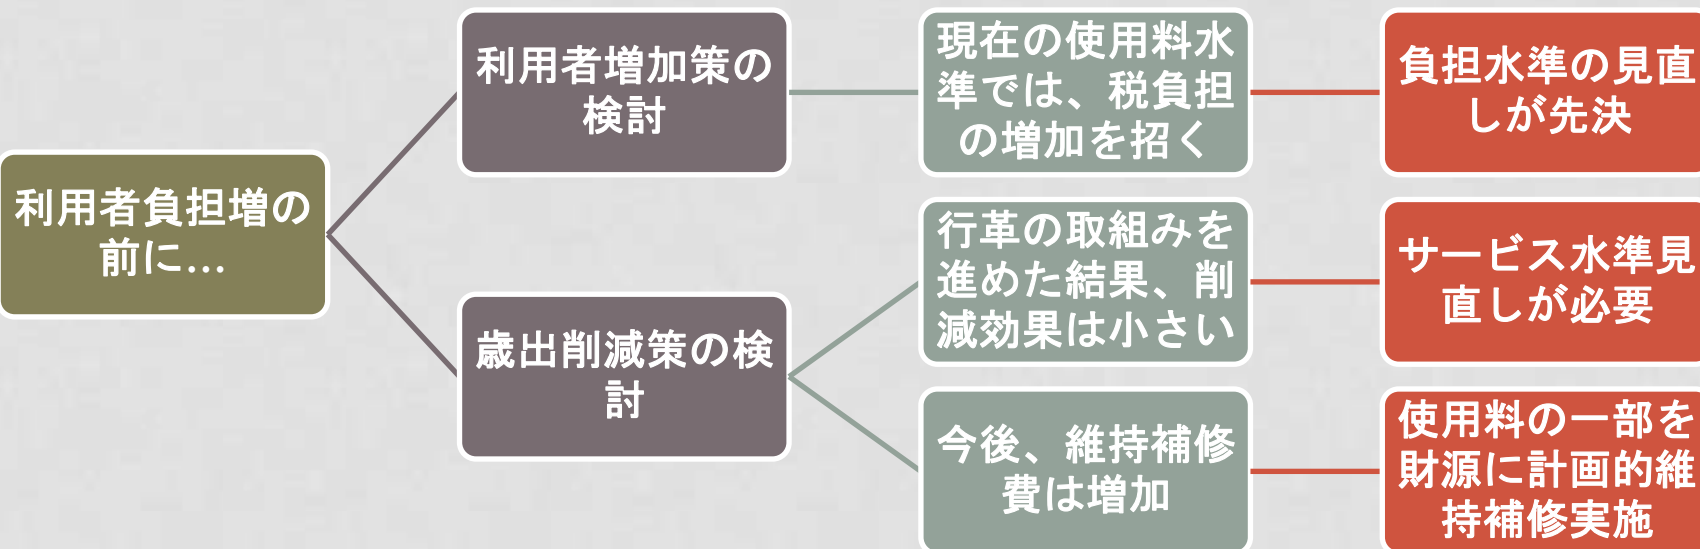 利用者負担増の
前に…
利用者増加策の
検討
歳出削減策の検
討
現在の使用料水
準では、税負担
の増加を招く
行革の取組みを
進めた結果、削
減効果は小さい
今後、維持補修
費は増加
負担水準の見直
しが先決
サービス水準見
直しが必要
使用料の一部を
財源に計画的維
持補修実施